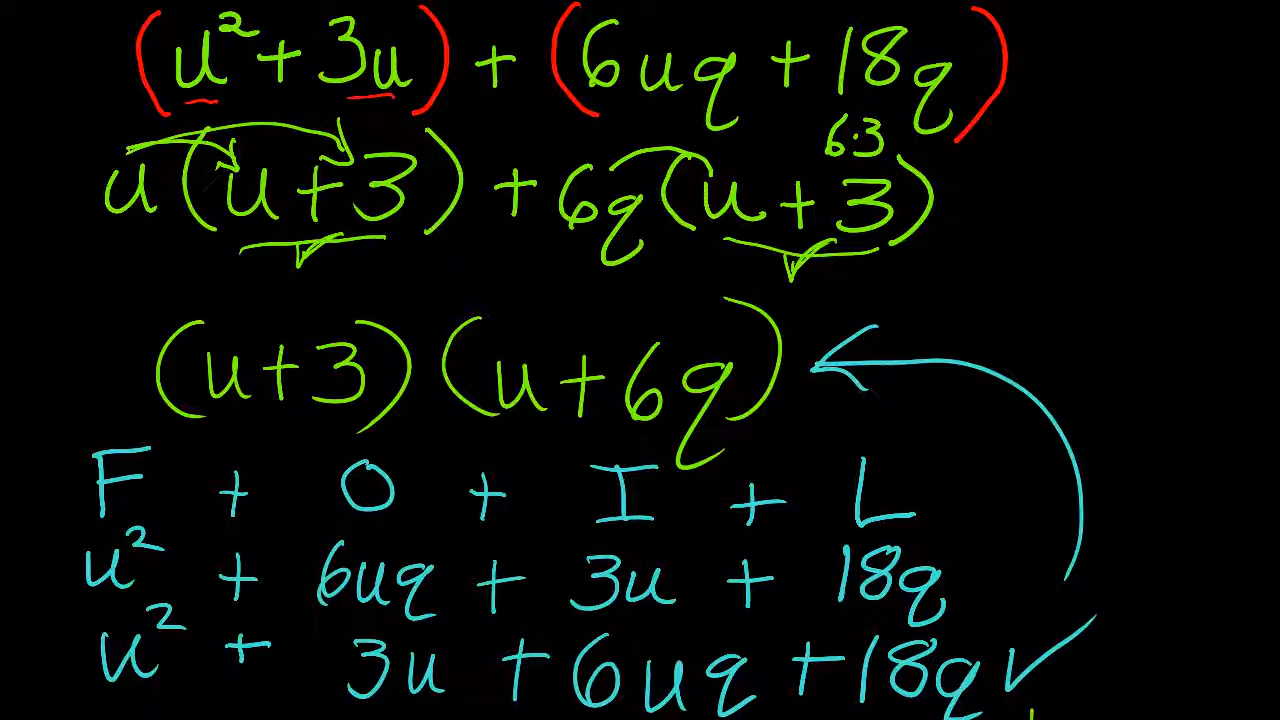 (u² + 3u) + (6uq + 18q)
6·3
u(u + 3) + 6q(u + 3)
(u + 3)(u + 6q)
F + O + I + L
u² + 6uq + 3u + 18q
u² + 3u + 6uq + 18q ✓